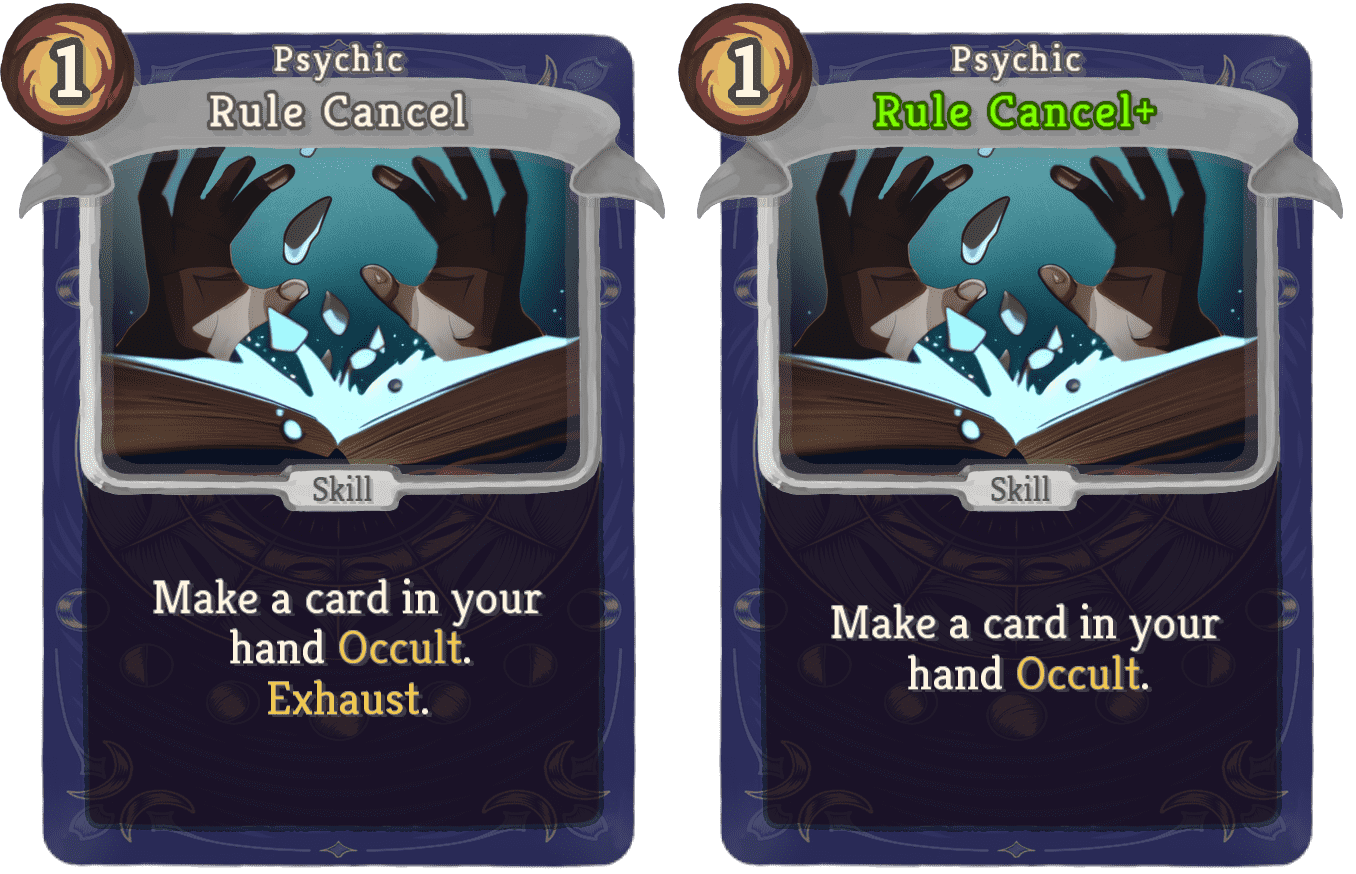 1
Psychic
Rule Cancel
Skill
Make a card in your
hand Occult.
Exhaust.
1
Psychic
Rule Cancel+
Skill
Make a card in your
hand Occult.